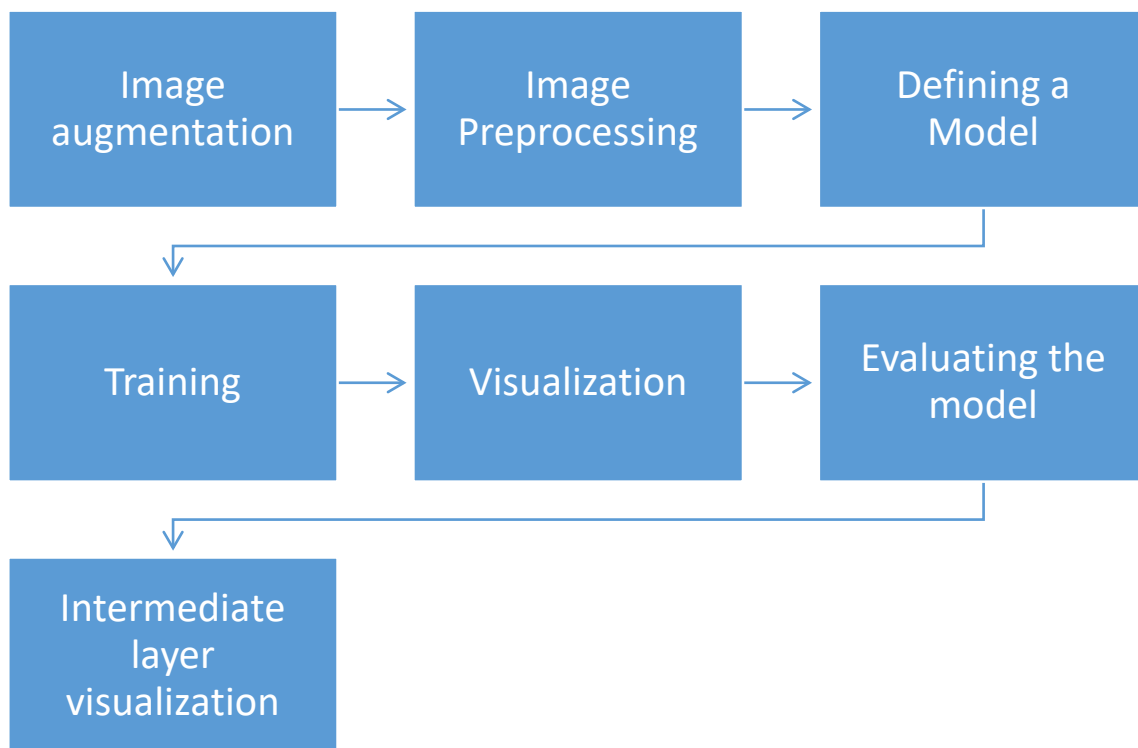 Image
augmentation
Image
Preprocessing
Defining a
Model
Training
Visualization
Evaluating the
model
Intermediate
layer
visualization